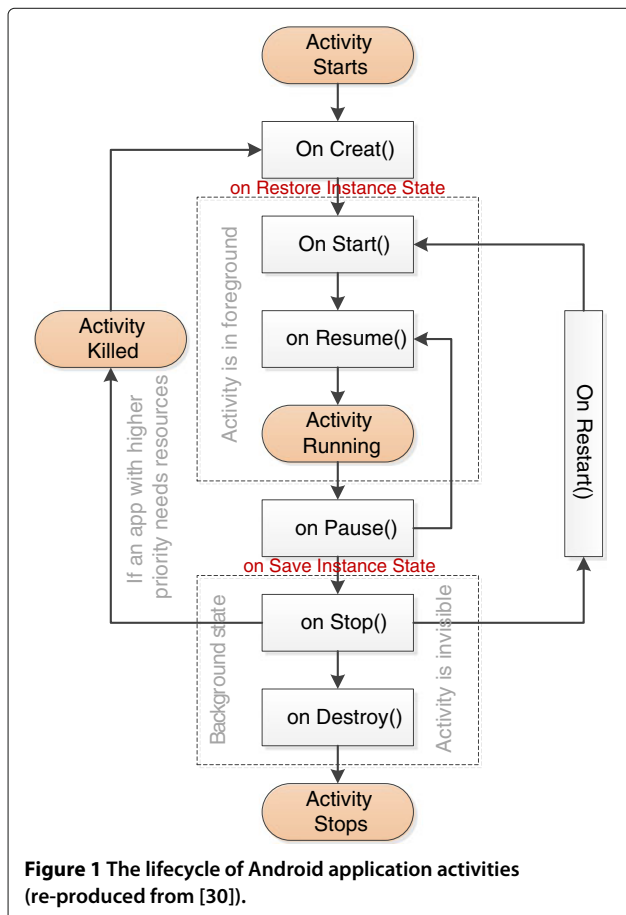 Activity
Starts
On Creat()
on Restore Instance State
On Start()
Activity is in foreground
on Resume()
Activity
Killed
Activity
Running
On Restart()
If an app with higher
priority needs resources
on Pause()
on Save Instance State
Background state
on Stop()
Activity is invisible
on Destroy()
Activity
Stops
Figure 1 The lifecycle of Android application activities
(re-produced from [30]).